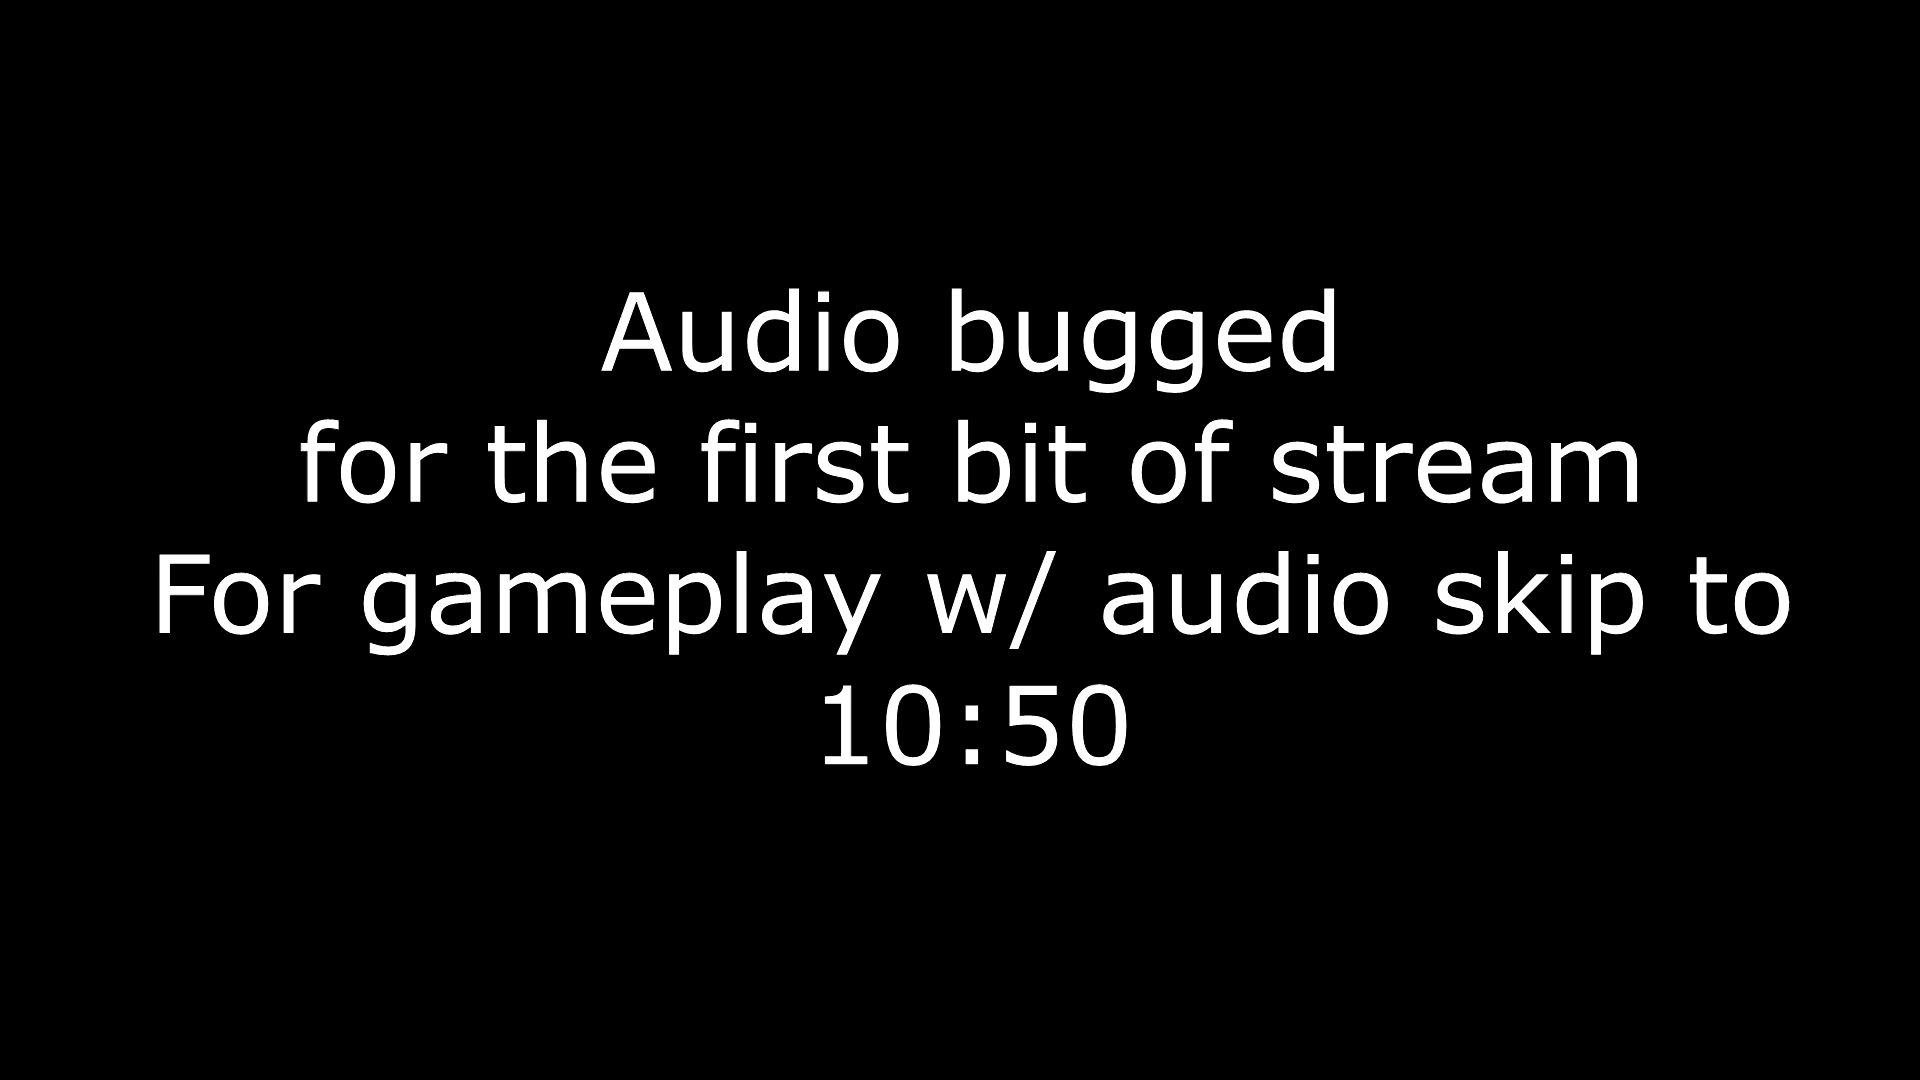 Audio bugged
for the first bit of stream
For gameplay w/ audio skip to
10:50